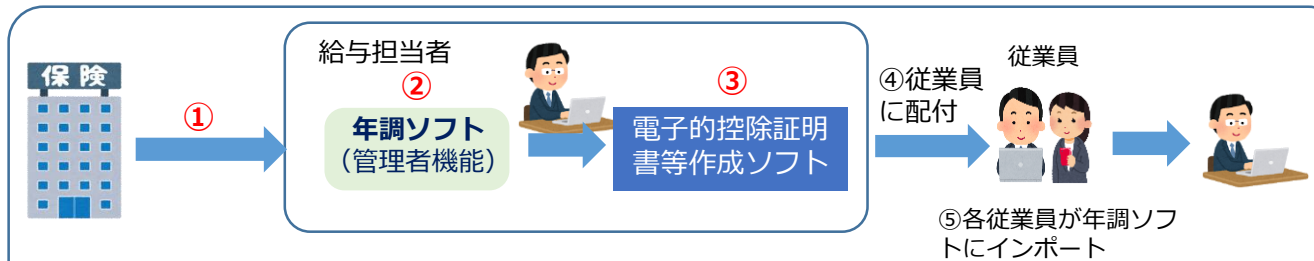 保険
①
給与担当者
②
年調ソフト
（管理者機能）
③
電子的控除証明
書等作成ソフト
④従業員
に配付
従業員
⑤各従業員が年調ソフ
トにインポート